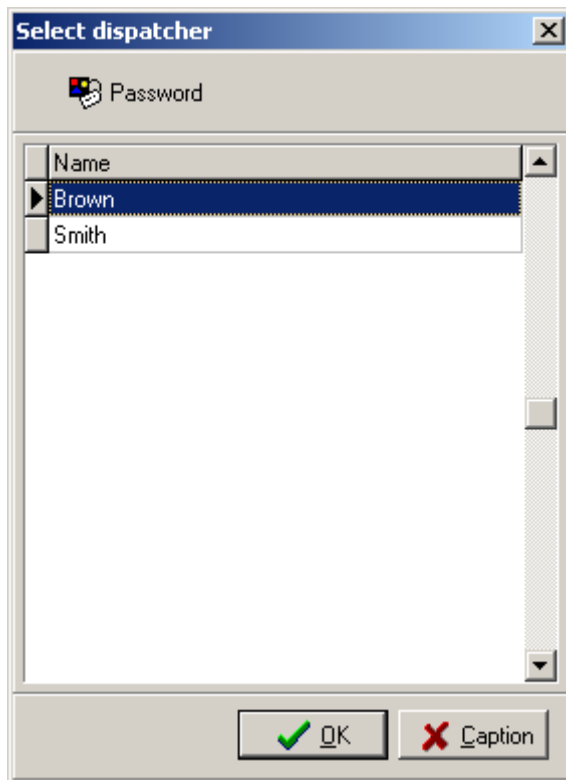 Select dispatcher
Password
Name
Brown
Smith
OK
Caption